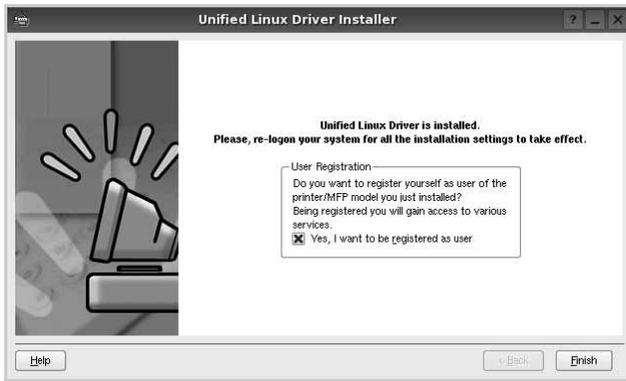 Unified Linux Driver Installer
Unified Linux Driver is installed.
Please, re-logon your system for all the installation settings to take effect.
User Registration
Do you want to register yourself as user of the
printer/MFP model you just installed?
Being registered you will gain access to various
services.
Yes, I want to be registered as user
Help
< Back
Finish